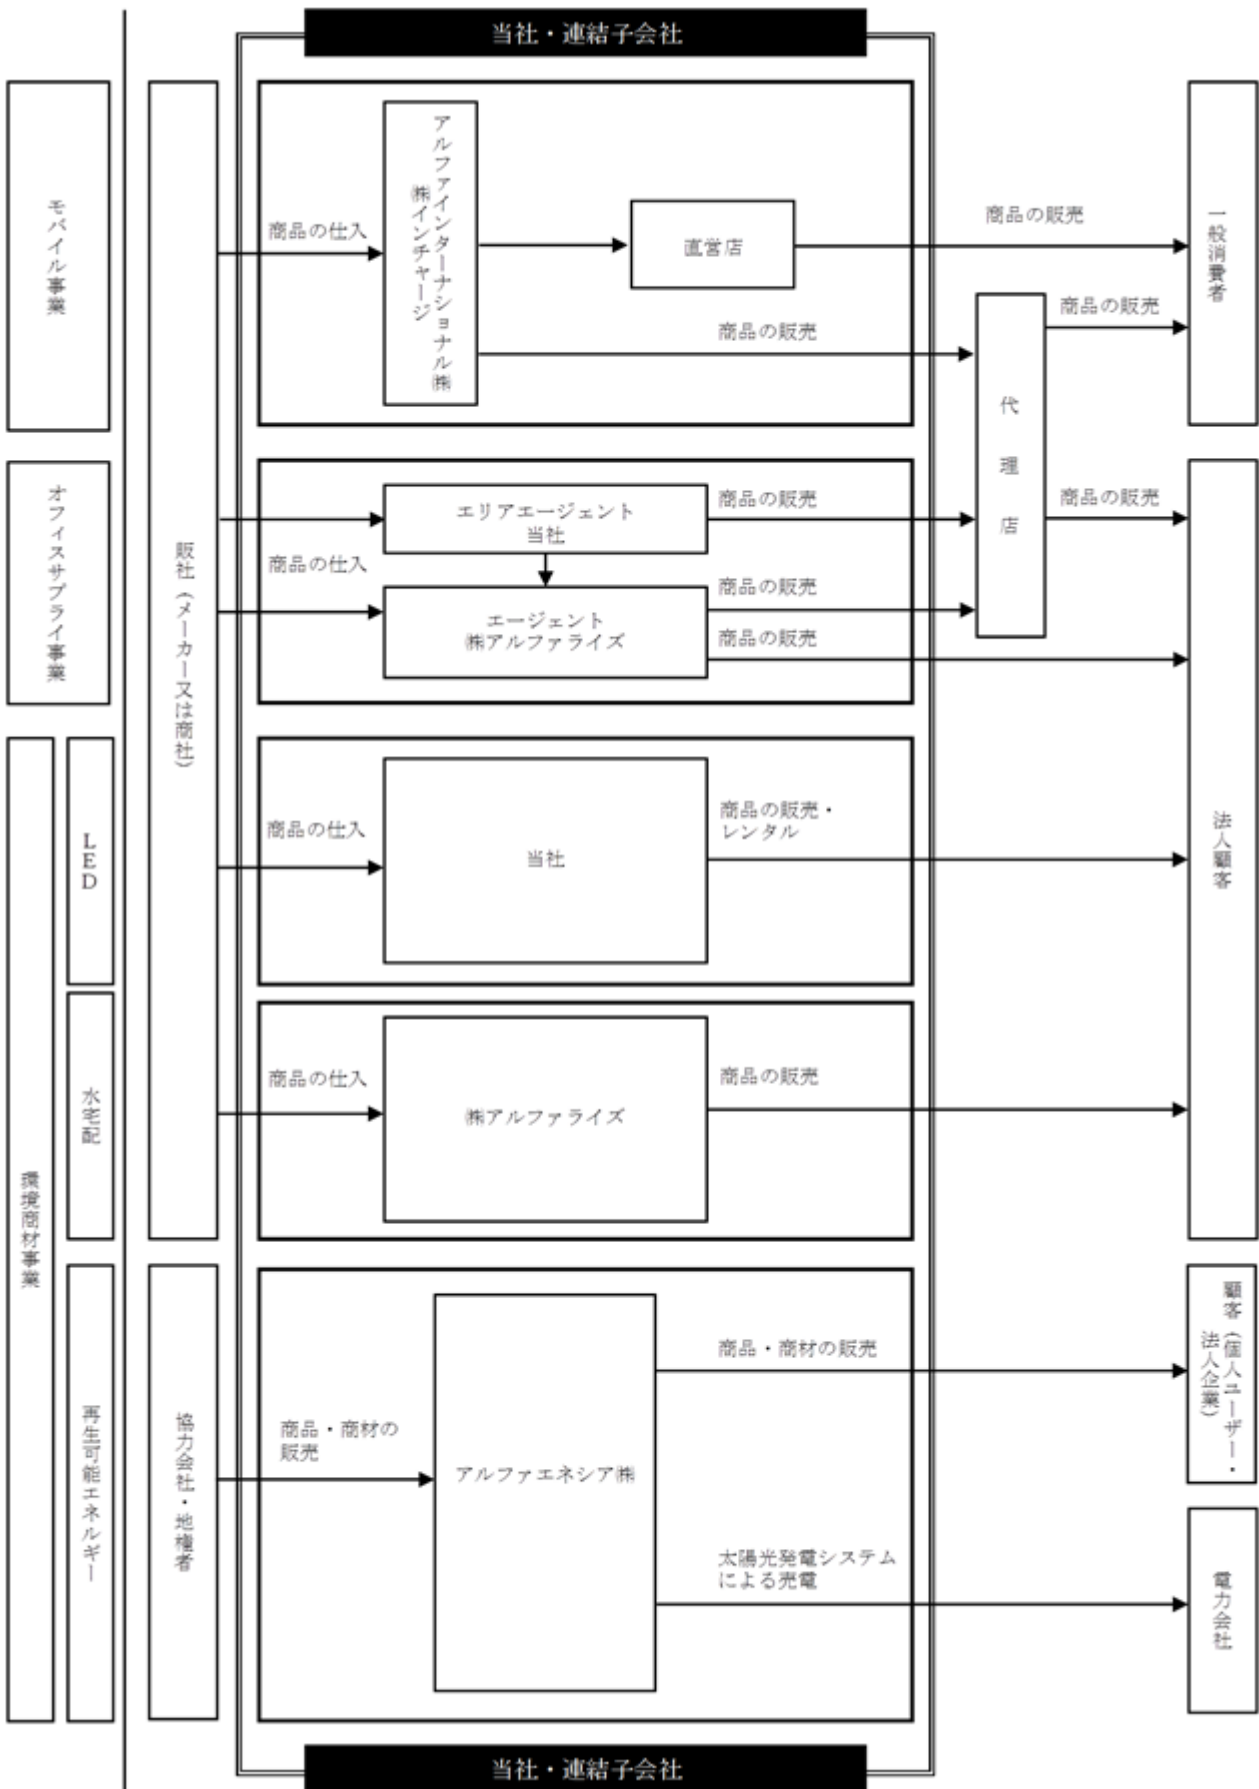 当社・連結子会社
モバイル事業
販社（メーカー又は商社）
商品の仕入
アルファインターナショナル㈱
㈱インチャージ
直営店
商品の販売
商品の販売
代理店
商品の販売
一般消費者
オフィスサプライ事業
商品の仕入
エリアエージェント
当社
商品の販売
エージェント
㈱アルファライズ
商品の販売
商品の販売
商品の販売
法人顧客
環境商材事業
LED
商品の仕入
当社
商品の販売・
レンタル
水宅配
商品の仕入
㈱アルファライズ
商品の販売
再生可能エネルギー
協力会社・地権者
商品・商材の
販売
アルファエネシア㈱
商品・商材の販売
顧客（個人ユーザー・
法人企業）
太陽光発電システム
による売電
電力会社
当社・連結子会社